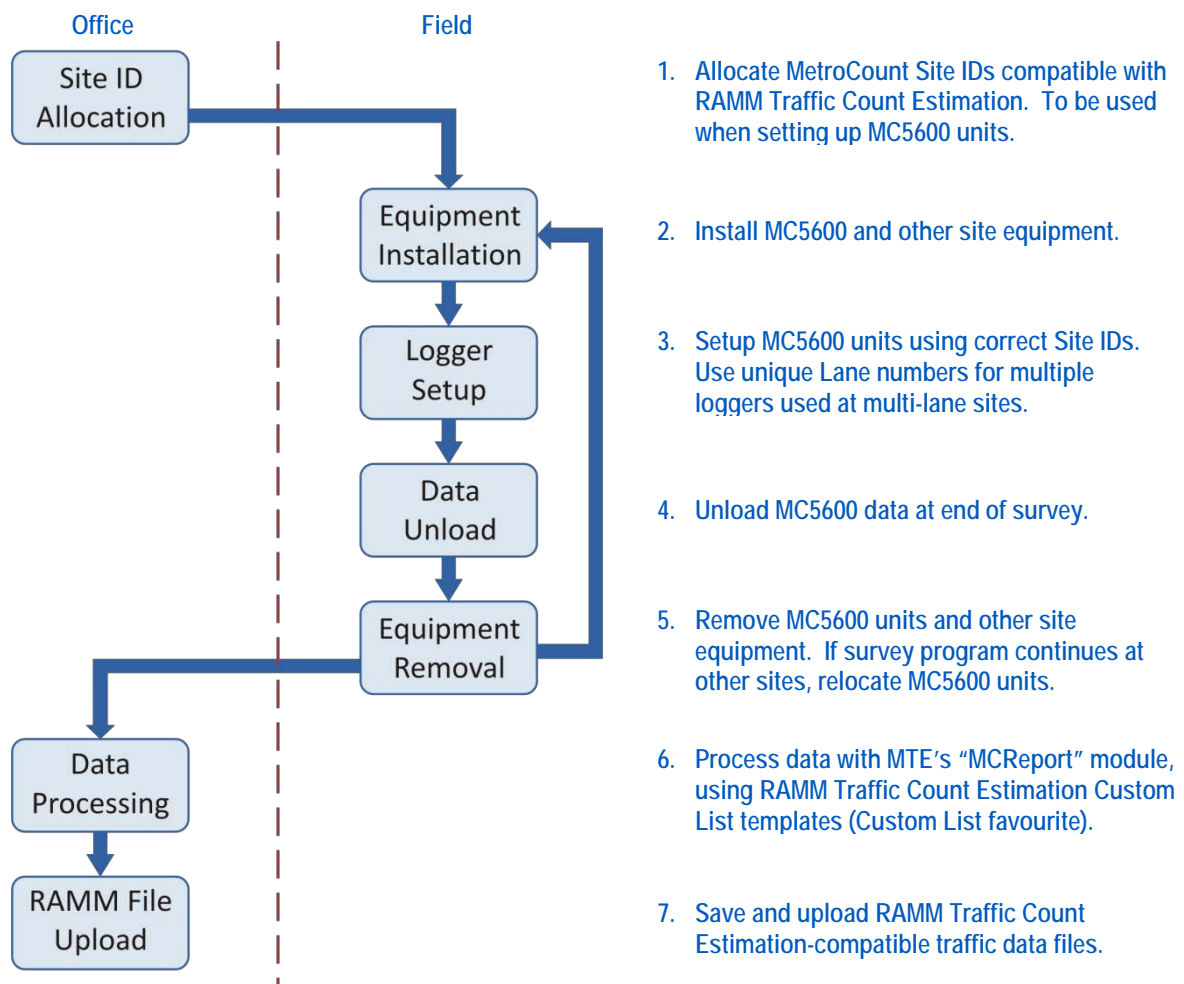 Office
Field
Site ID
Allocation
Equipment
Installation
Logger
Setup
Data
Unload
Equipment
Removal
Data
Processing
RAMM File
Upload
1. Allocate MetroCount Site IDs compatible with
RAMM Traffic Count Estimation. To be used
when setting up MC5600 units.
2. Install MC5600 and other site equipment.
3. Setup MC5600 units using correct Site IDs.
Use unique Lane numbers for multiple
loggers used at multi-lane sites.
4. Unload MC5600 data at end of survey.
5. Remove MC5600 units and other site
equipment. If survey program continues at
other sites, relocate MC5600 units.
6. Process data with MTE's “MCReport” module,
using RAMM Traffic Count Estimation Custom
List templates (Custom List favourite).
7. Save and upload RAMM Traffic Count
Estimation-compatible traffic data files.